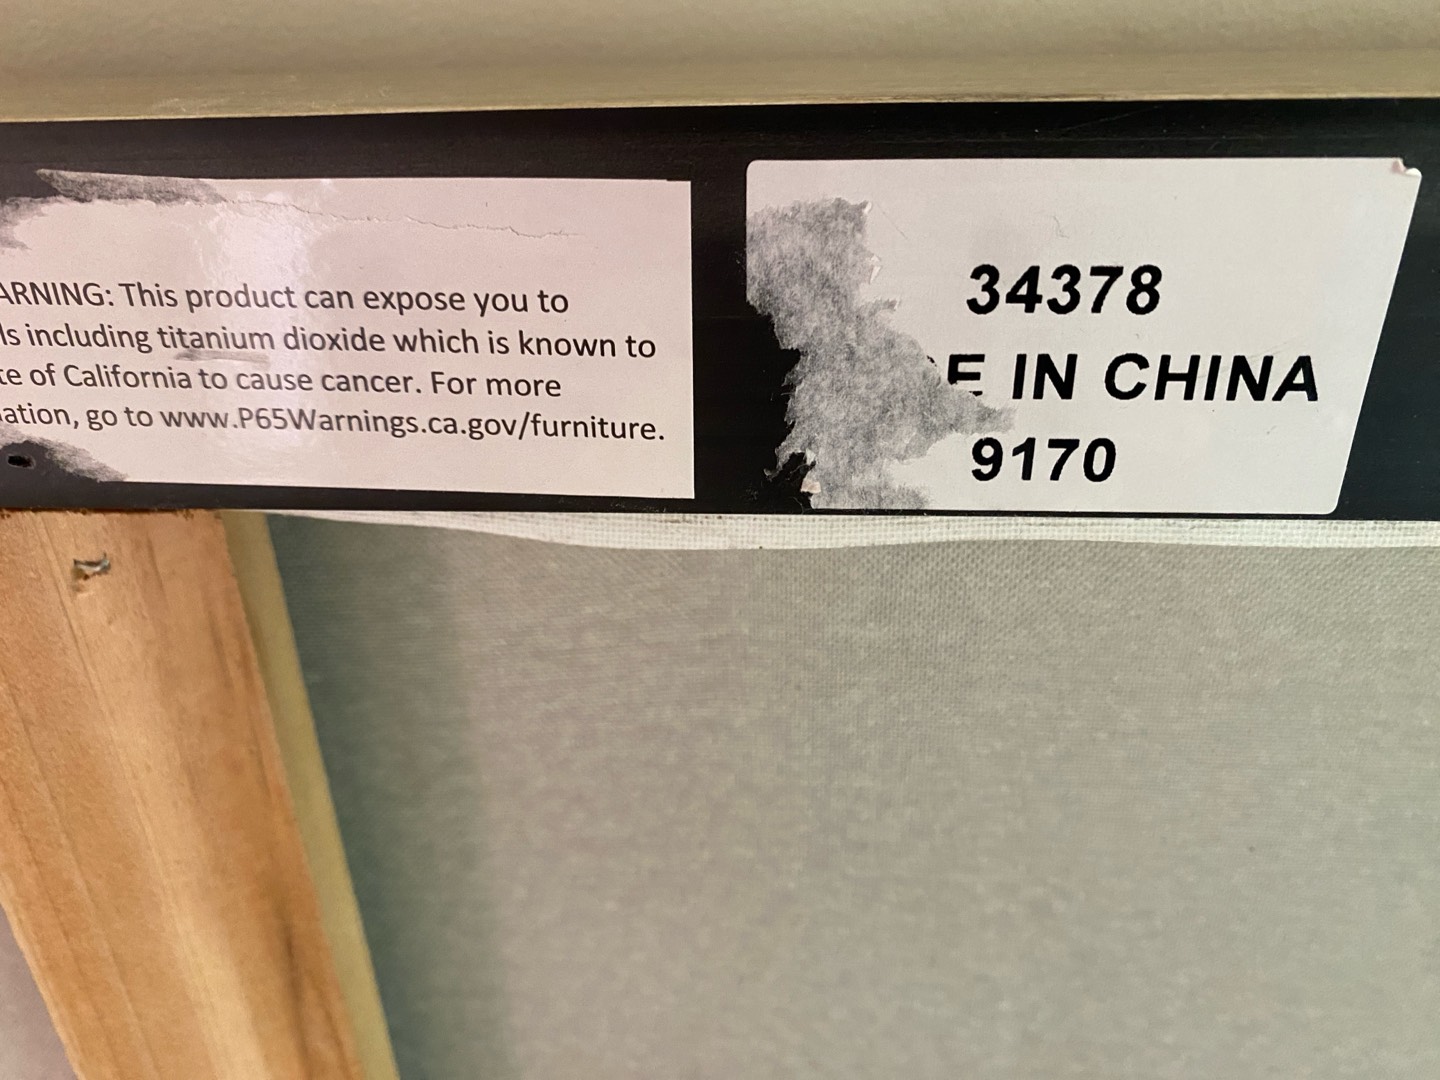 ARNING: This product can expose you to
ls including titanium dioxide which is known to
te of California to cause cancer. For more
ation, go to www.P65Warnings.ca.gov/furniture.
34378
E IN CHINA
9170